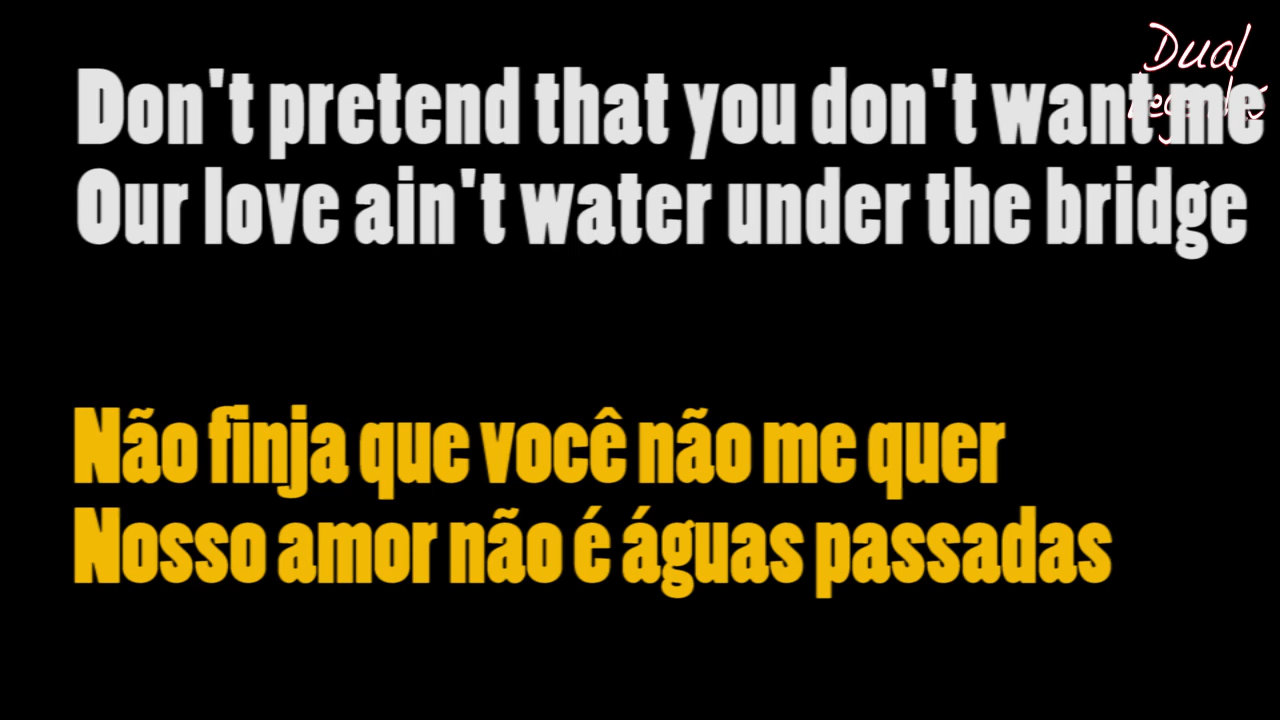 Dual
Don't pretend that you don't want me
Our love ain't water under the bridge
Não finja que você não me quer
Nosso amor não é águas passadas